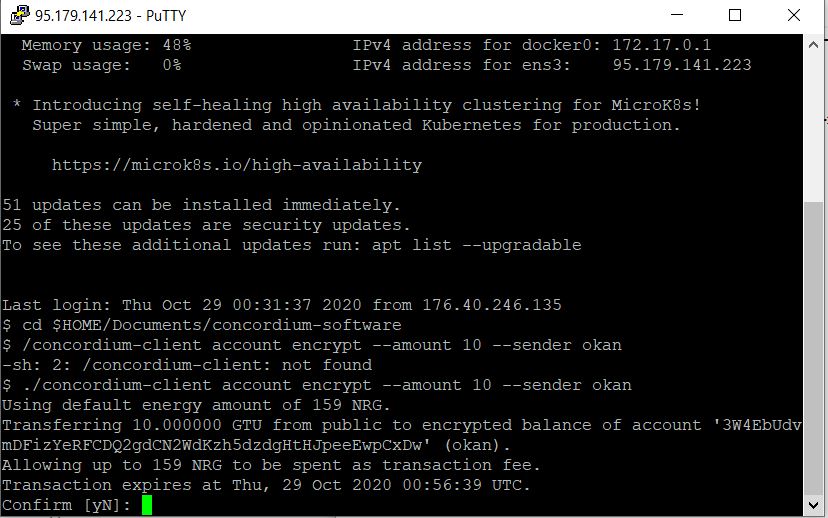 95.179.141.223 - PuTTY
Memory usage: 48% IPv4 address for docker0: 172.17.0.1
Swap usage: 0% IPv4 address for ens3: 95.179.141.223
* Introducing self-healing high availability clustering for MicroK8s!
Super simple, hardened and opinionated Kubernetes for production.
https://microk8s.io/high-availability
51 updates can be installed immediately.
25 of these updates are security updates.
To see these additional updates run: apt list --upgradable
Last login: Thu Oct 29 00:31:37 2020 from 176.40.246.135
$ cd $HOME/Documents/concordium-software
$ /concordium-client account encrypt --amount 10 --sender okan
-sh: 2: /concordium-client: not found
$ ./concordium-client account encrypt --amount 10 --sender okan
Using default energy amount of 159 NRG.
Transferring 10.000000 GTU from public to encrypted balance of account '3W4EbUdv
mDFizYeRFCDQ2gdCN2WdKzh5dzdgHtHJpeeEwpCxDw' (okan).
Allowing up to 159 NRG to be spent as transaction fee.
Transaction expires at Thu, 29 Oct 2020 00:56:39 UTC.
Confirm [yN]: